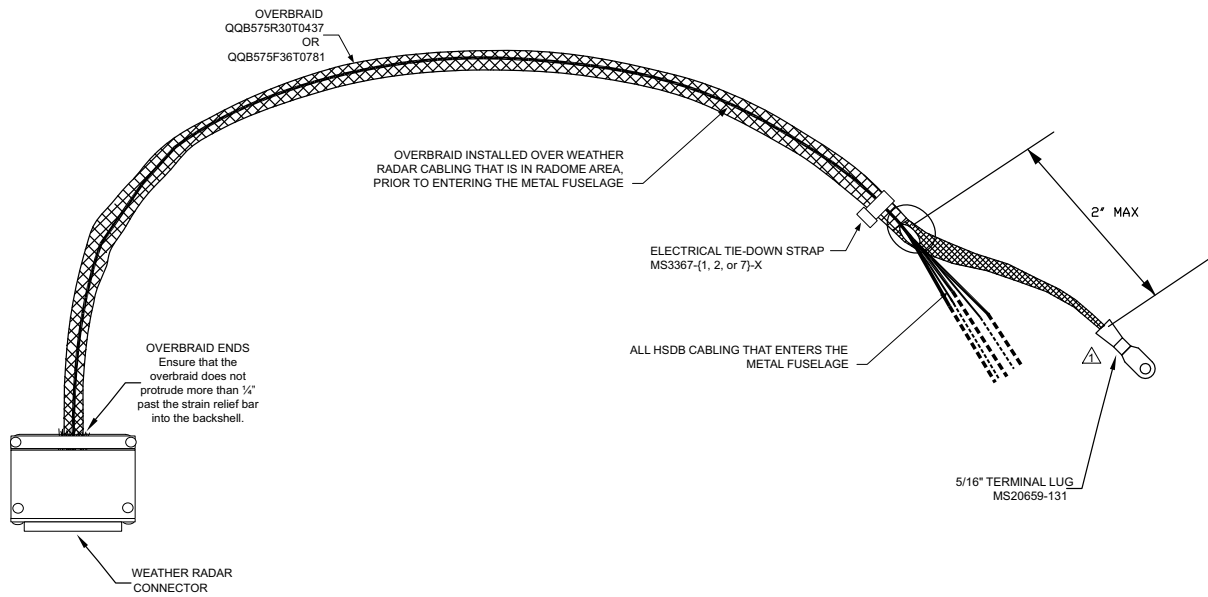 OVERBRAID
QQB575R30T0437
OR
QQB575F36T0781
OVERBRAID INSTALLED OVER WEATHER
RADAR CABLING THAT IS IN RADOME AREA,
PRIOR TO ENTERING THE METAL FUSELAGE
2" MAX
ELECTRICAL TIE-DOWN STRAP
MS3367-{1, 2, or 7}-X
ALL HSDB CABLING THAT ENTERS THE
METAL FUSELAGE
1
OVERBRAID ENDS
Ensure that the
overbraid does not
protrude more than ¼"
past the strain relief bar
into the backshell.
5/16" TERMINAL LUG
MS20659-131
WEATHER RADAR
CONNECTOR